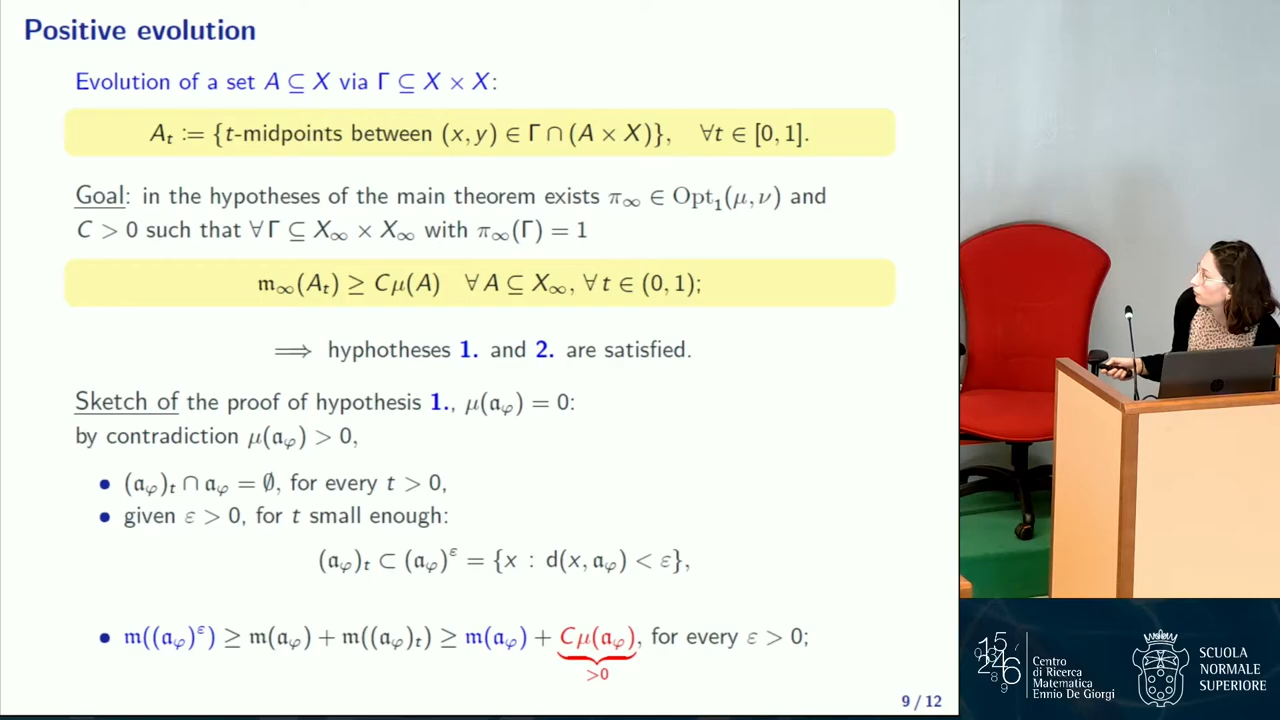 Positive evolution
Evolution of a set A ⊆ X via Γ ⊆ X × X:
A_t := {t-midpoints between (x, y) ∈ Γ ∩ (A × X)}, ∀t ∈ [0, 1].
Goal: in the hypotheses of the main theorem exists π_∞ ∈ Opt_1(μ, ν) and
C > 0 such that ∀ Γ ⊆ X_∞ × X_∞ with π_∞(Γ) = 1
𝔪_∞(A_t) ≥ Cμ(A) ∀ A ⊆ X_∞, ∀ t ∈ (0, 1);
⟹ hyphotheses 1. and 2. are satisfied.
Sketch of the proof of hypothesis 1., μ(𝔞_φ) = 0:
by contradiction μ(𝔞_φ) > 0,
• (𝔞_φ)_t ∩ 𝔞_φ = ∅, for every t > 0,
• given ε > 0, for t small enough:
(𝔞_φ)_t ⊂ (𝔞_φ)^ε = {x : d(x, 𝔞_φ) < ε},
• 𝔪((𝔞_φ)^ε) ≥ 𝔪(𝔞_φ) + 𝔪((𝔞_φ)_t) ≥ 𝔪(𝔞_φ) + Cμ(𝔞_φ), for every ε > 0;
>0
9 / 12
Centro
di Ricerca
Matematica
Ennio De Giorgi
SCUOLA
NORMALE
SUPERIORE